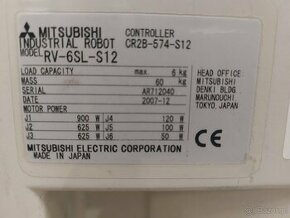 MITSUBISHI
INDUSTRIAL ROBOT
MODEL RV-6SL-S12
CONTROLLER
CR2B-574-S12
LOAD CAPACITY max. 6 kg
MASS 60 kg
SERIAL AR712040
DATE 2007-12
MOTOR POWER
J1 900 W J4 120 W
J2 625 W J5 100 W
J3 625 W J6 50 W
HEAD OFFICE
MITSUBISHI
DENKI BLDG
MARUNOUCHI
TOKYO, JAPAN
CE
MITSUBISHI ELECTRIC CORPORATION
MADE IN JAPAN